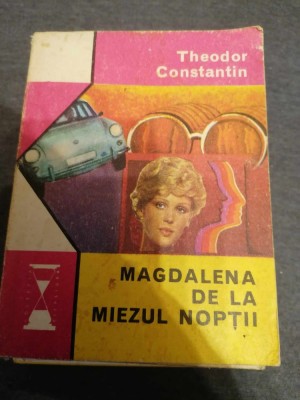 Theodor
Constantin
MAGDALENA
DE LA
MIEZUL NOPȚII